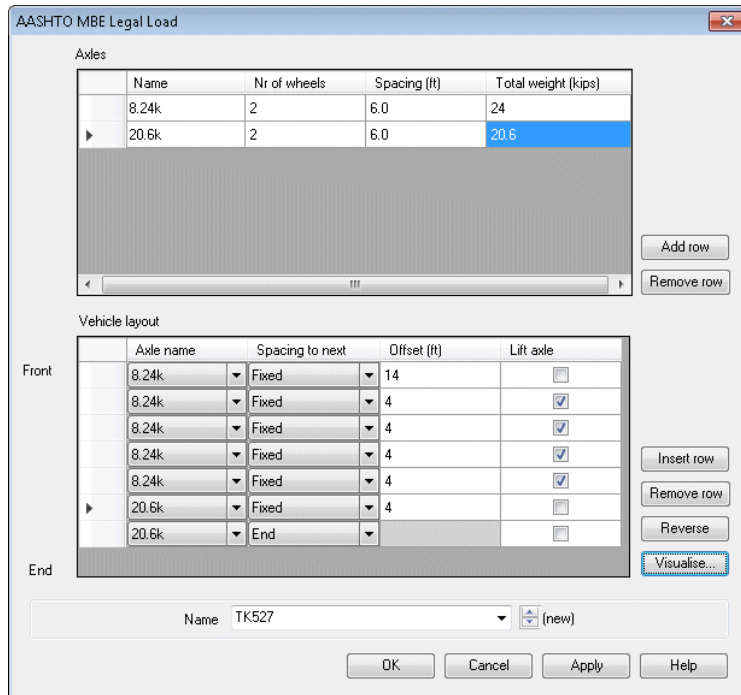 AASHTO MBE Legal Load
Axles
Name Nr of wheels Spacing (ft) Total weight (kips)
8.24k 2 6.0 24
20.6k 2 6.0 20.6
Add row
Remove row
Vehicle layout
Front
Axle name Spacing to next Offset (ft) Lift axle
8.24k Fixed 14
8.24k Fixed 4
8.24k Fixed 4
8.24k Fixed 4
8.24k Fixed 4
20.6k Fixed 4
20.6k End
Insert row
Remove row
Reverse
Visualise...
End
Name TK527 (new)
OK Cancel Apply Help